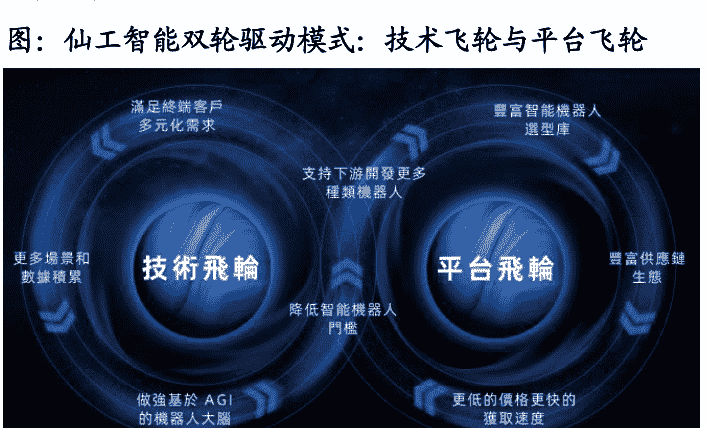 图：仙工智能双轮驱动模式：技术飞轮与平台飞轮
滿足終端客戶
多元化需求
豐富智能機器人
選型庫
支持下游開發更多
種類機器人
更多場景和
數據積累
技術飛輪
平台飛輪
豐富供應鏈
生態
降低智能機器人
門檻
做強基於 AGI
的機器人大腦
更低的價格更快的
獲取速度